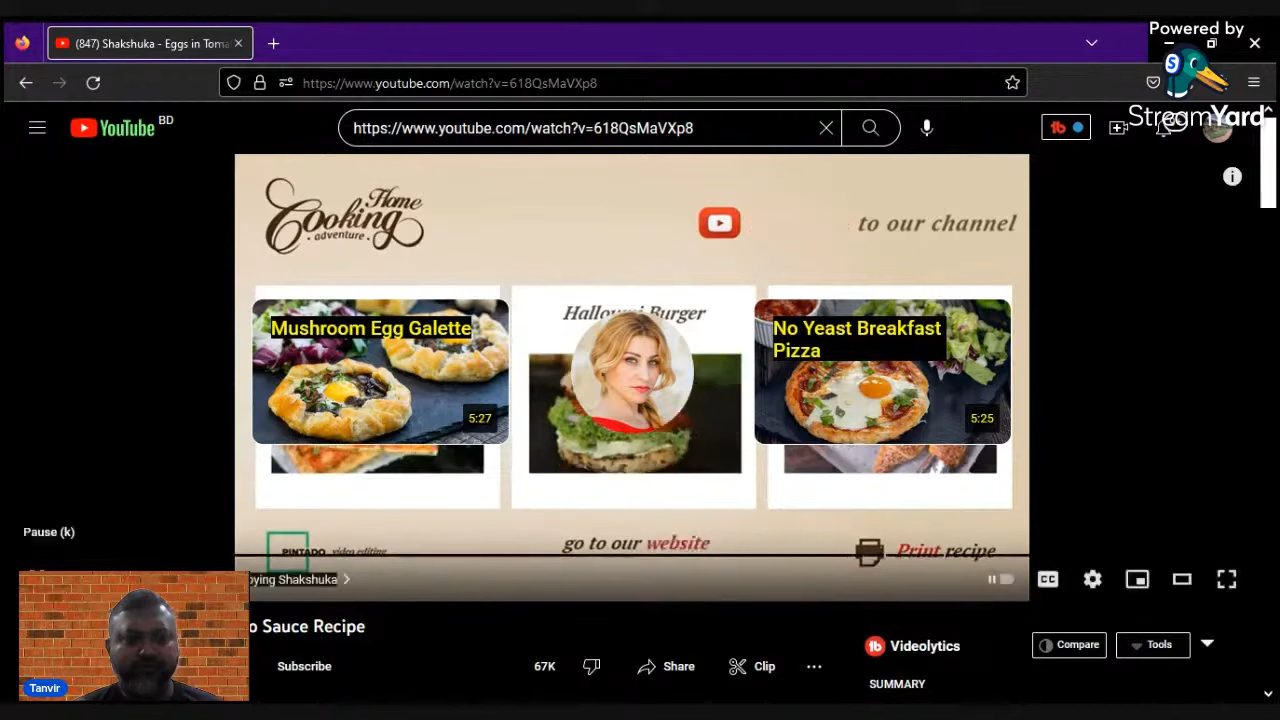 Powered by
StreamYard
(847) Shakshuka - Eggs in Toma
https://www.youtube.com/watch?v=618QsMaVXp8
YouTube BD
https://www.youtube.com/watch?v=618QsMaVXp8
Home
Cooking
adventure
to our channel
Mushroom Egg Galette
5:27
Halloumi Burger
No Yeast Breakfast
Pizza
5:25
Pause (k)
PINTADO video editing
go to our website
Print recipe
oying Shakshuka
CC
o Sauce Recipe
Subscribe
67K
Share
Clip
Videolytics
Compare
Tools
SUMMARY
Tanvir